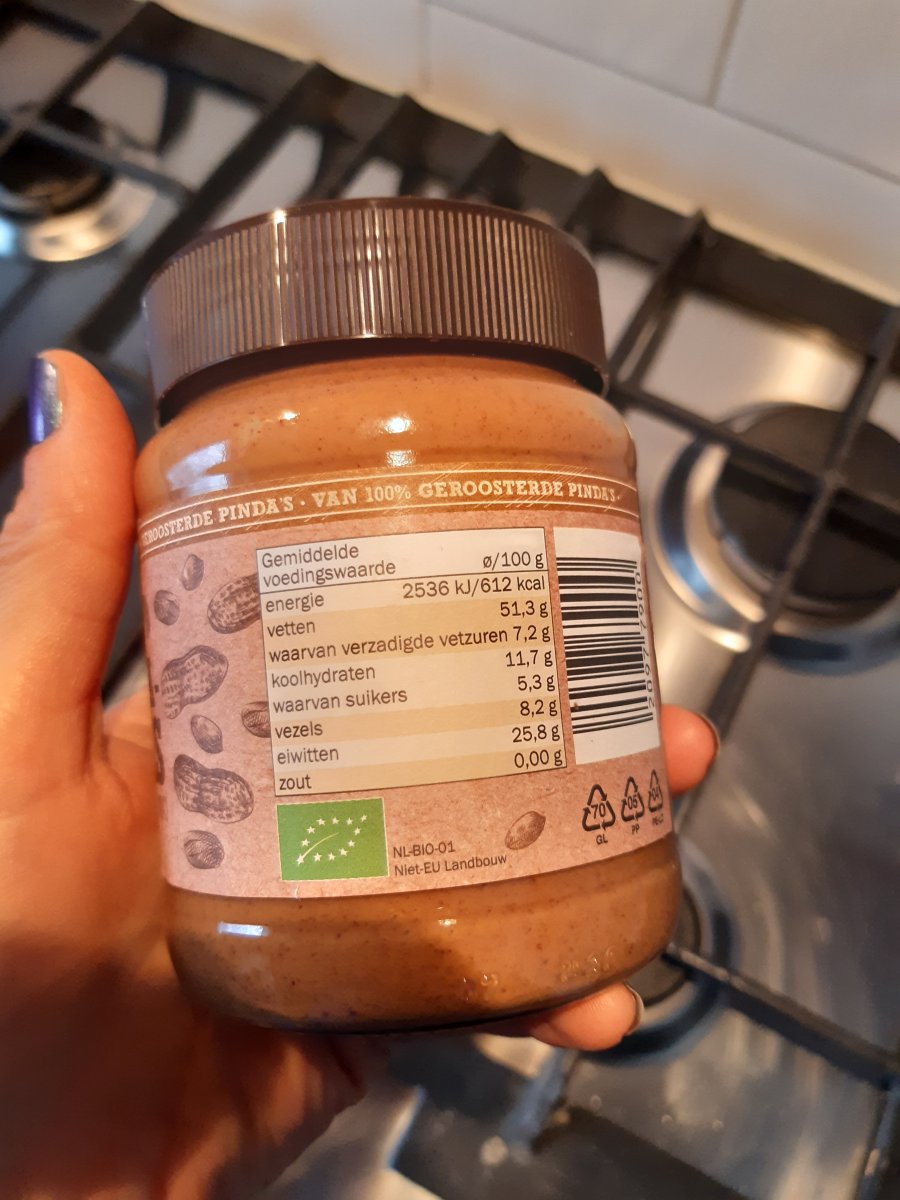 GEROOSTERDE PINDA'S · VAN 100% GEROOSTERDE PINDA'S ·
Gemiddelde
voedingswaarde ø/100 g
energie 2536 kJ/612 kcal
vetten 51,3 g
waarvan verzadigde vetzuren 7,2 g
koolhydraten 11,7 g
waarvan suikers 5,3 g
vezels 8,2 g
eiwitten 25,8 g
zout 0,00 g
NL-BIO-01
Niet-EU Landbouw
70
GL
05
PP
04